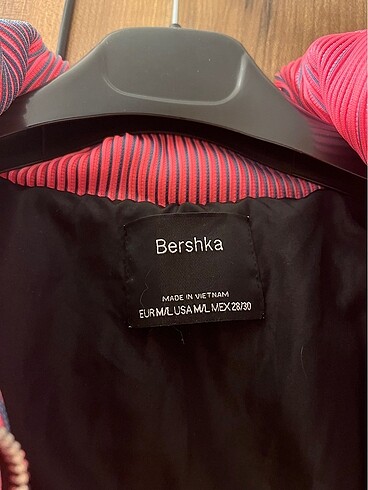 Bershka
MADE IN VIETNAM
EUR M/L USA M/L MEX 28/30